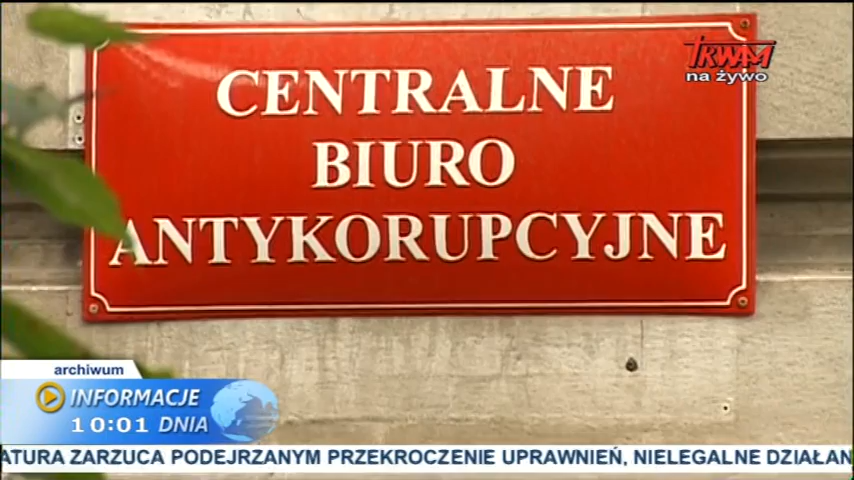 TRWAM
na żywo
CENTRALNE
BIURO
ANTYKORUPCYJNE
archiwum
INFORMACJE
10:01 DNIA
ATURA ZARZUCA PODEJRZANYM PRZEKROCZENIE UPRAWNIEŃ, NIELEGALNE DZIAŁAN